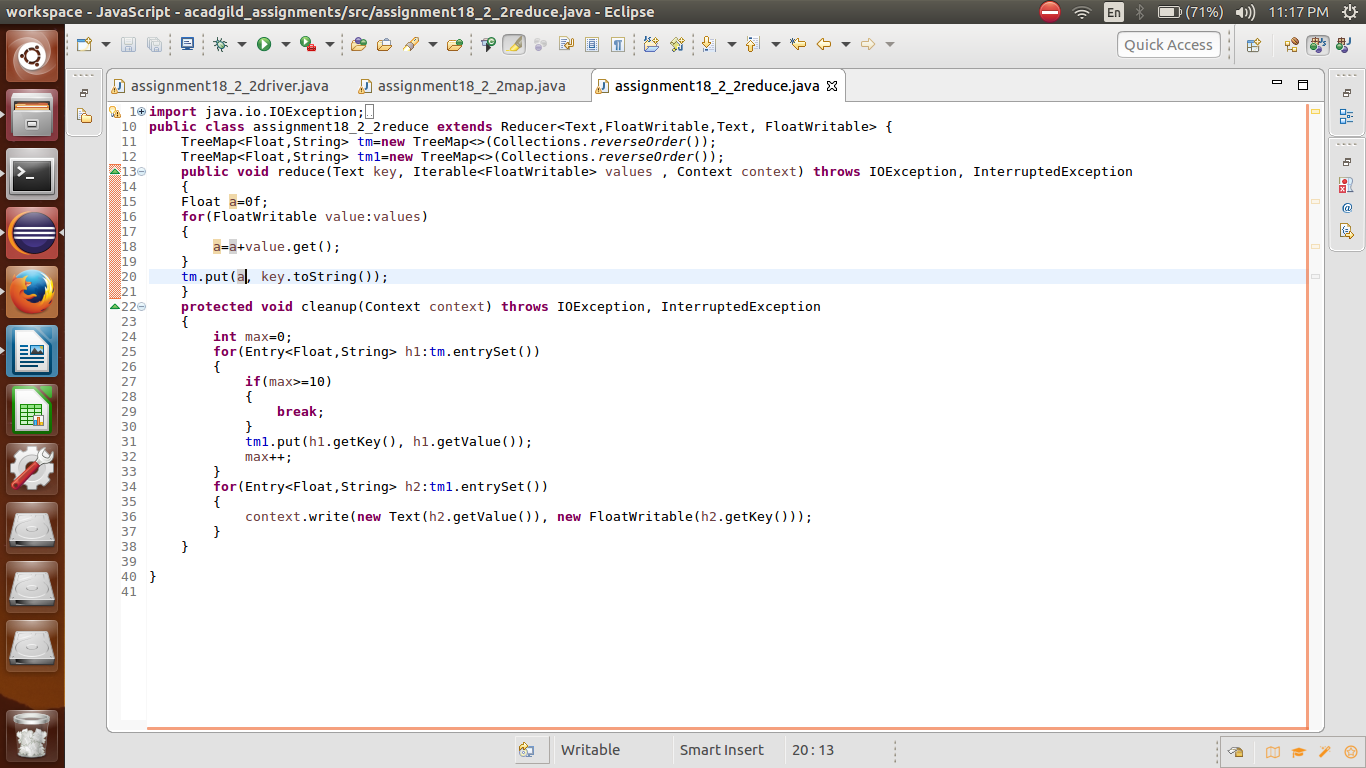 workspace - JavaScript - acadgild_assignments/src/assignment18_2_2reduce.java - Eclipse
En
(71%)
11:17 PM
Quick Access
assignment18_2_2driver.java
assignment18_2_2map.java
assignment18_2_2reduce.java
1 import java.io.IOException;
10 public class assignment18_2_2reduce extends Reducer<Text,FloatWritable,Text, FloatWritable> {
11     TreeMap<Float,String> tm=new TreeMap<>(Collections.reverseOrder());
12     TreeMap<Float,String> tm1=new TreeMap<>(Collections.reverseOrder());
13     public void reduce(Text key, Iterable<FloatWritable> values , Context context) throws IOException, InterruptedException
14     {
15     Float a=0f;
16     for(FloatWritable value:values)
17     {
18         a=a+value.get();
19     }
20     tm.put(a, key.toString());
21     }
22     protected void cleanup(Context context) throws IOException, InterruptedException
23     {
24         int max=0;
25         for(Entry<Float,String> h1:tm.entrySet())
26         {
27             if(max>=10)
28             {
29                 break;
30             }
31             tm1.put(h1.getKey(), h1.getValue());
32             max++;
33         }
34         for(Entry<Float,String> h2:tm1.entrySet())
35         {
36             context.write(new Text(h2.getValue()), new FloatWritable(h2.getKey()));
37         }
38     }
39
40 }
41
Writable
Smart Insert
20 : 13